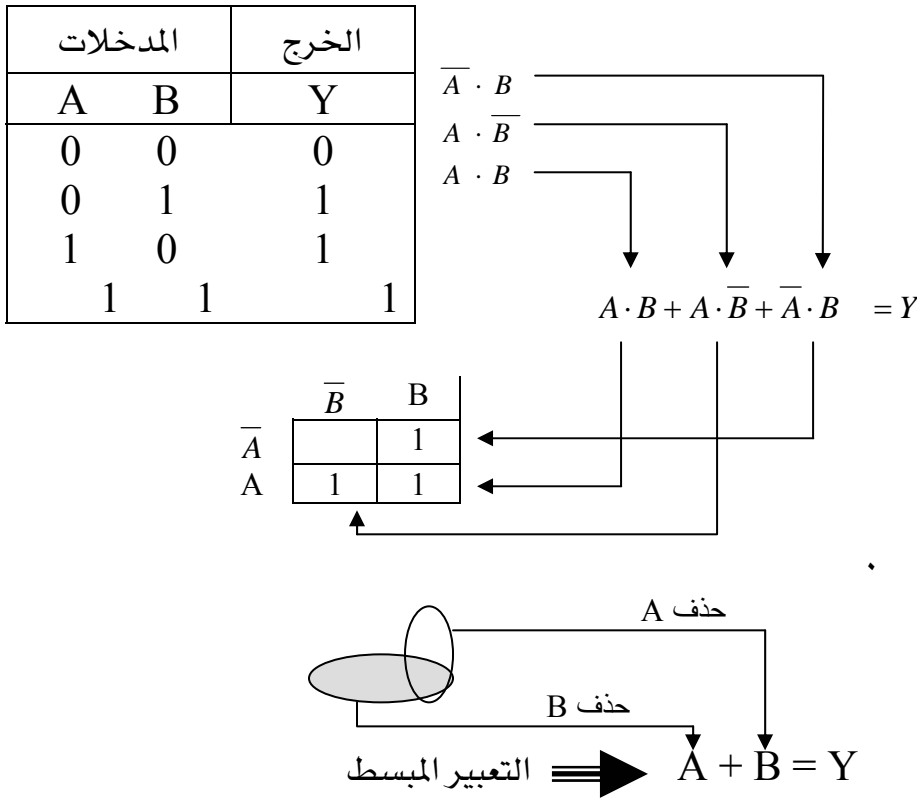 المدخلات الخرج
A B Y
0 0 0
0 1 1
1 0 1
1 1 1
A̅ · B
A · B̅
A · B
A · B + A · B̅ + A̅ · B = Y
B̅ B
A̅ 1
A 1 1
.
حذف A
حذف B
التعبير المبسط A + B = Y